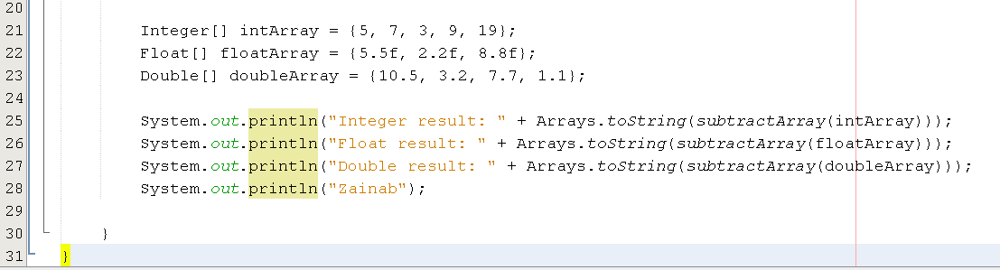 20
21 Integer[] intArray = {5, 7, 3, 9, 19};
22 Float[] floatArray = {5.5f, 2.2f, 8.8f};
23 Double[] doubleArray = {10.5, 3.2, 7.7, 1.1};
24
25 System.out.println("Integer result: " + Arrays.toString(subtractArray(intArray)));
26 System.out.println("Float result: " + Arrays.toString(subtractArray(floatArray)));
27 System.out.println("Double result: " + Arrays.toString(subtractArray(doubleArray)));
28 System.out.println("Zainab");
29
30 }
31 }